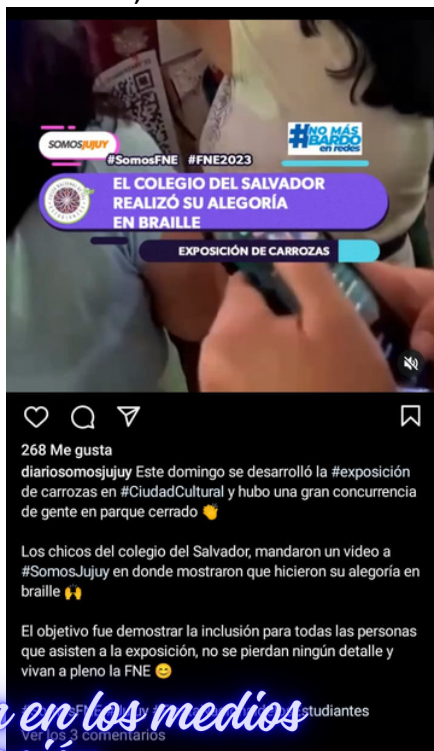 SOMOSJUJUY
#NO MÁS
BARDO
en redes
#SomosFNE #FNE2023
EL COLEGIO DEL SALVADOR
REALIZÓ SU ALEGORÍA
EN BRAILLE
EXPOSICIÓN DE CARROZAS
268 Me gusta
diariosomosjujuy Este domingo se desarrolló la #exposición
de carrozas en #CiudadCultural y hubo una gran concurrencia
de gente en parque cerrado 👏
Los chicos del colegio del Salvador, mandaron un video a
#SomosJujuy en donde mostraron que hicieron su alegoría en
braille 🙌
El objetivo fue demostrar la inclusión para todas las personas
que asisten a la exposición, no se pierdan ningún detalle y
vivan a pleno la FNE 😊
en los medios
Ver los 3 comentarios